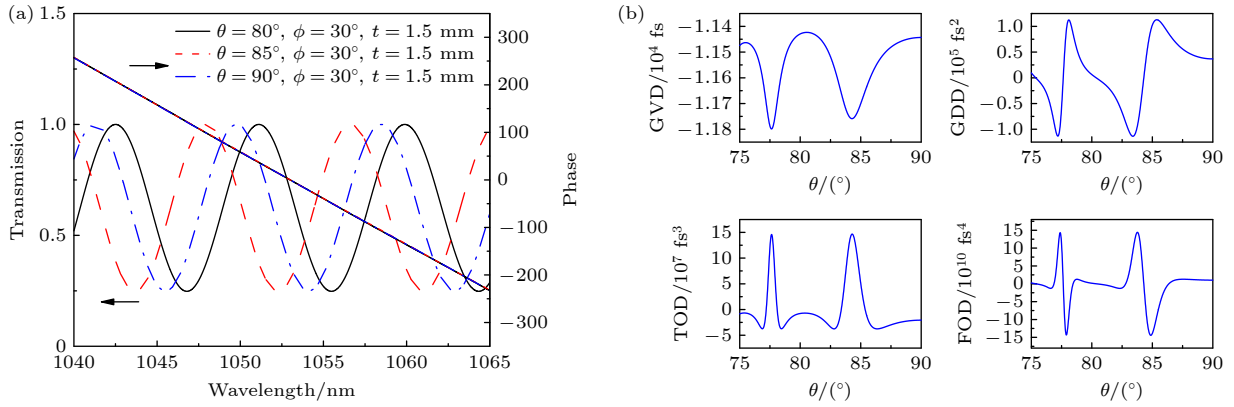 (a)
1.5
1.0
0.5
0
Transmission
θ = 80°, ϕ = 30°, t = 1.5 mm
θ = 85°, ϕ = 30°, t = 1.5 mm
θ = 90°, ϕ = 30°, t = 1.5 mm
300
200
100
0
−100
−200
−300
Phase
1040 1045 1050 1055 1060 1065
Wavelength/nm
(b)
GVD/10⁴ fs
−1.14
−1.15
−1.16
−1.17
−1.18
75 80 85 90
θ/(°)
GDD/10⁵ fs²
1.0
0.5
0
−0.5
−1.0
75 80 85 90
θ/(°)
TOD/10⁷ fs³
15
10
5
0
−5
75 80 85 90
θ/(°)
FOD/10¹⁰ fs⁴
15
10
5
0
−5
−10
−15
75 80 85 90
θ/(°)